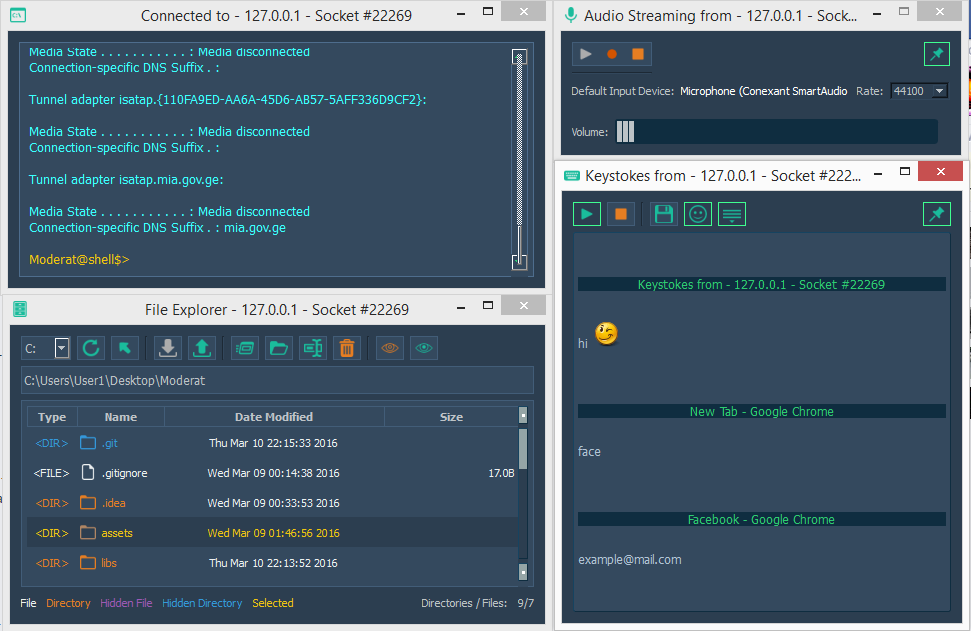 Connected to - 127.0.0.1 - Socket #22269
Media State . . . . . . . . . . . : Media disconnected
Connection-specific DNS Suffix . :
Tunnel adapter isatap.{110FA9ED-AA6A-45D6-AB57-5AFF336D9CF2}:
Media State . . . . . . . . . . . : Media disconnected
Connection-specific DNS Suffix . :
Tunnel adapter isatap.mia.gov.ge:
Media State . . . . . . . . . . . : Media disconnected
Connection-specific DNS Suffix . : mia.gov.ge
Moderat@shell$>
Audio Streaming from - 127.0.0.1 - Sock...
Default Input Device: Microphone (Conexant SmartAudio Rate: 44100
Volume:
File Explorer - 127.0.0.1 - Socket #22269
C:
C:\Users\User1\Desktop\Moderat
Type Name Date Modified Size
<DIR> .git Thu Mar 10 22:15:33 2016
<FILE> .gitignore Wed Mar 09 00:14:38 2016 17.0B
<DIR> .idea Wed Mar 09 00:33:53 2016
<DIR> assets Wed Mar 09 01:46:56 2016
<DIR> libs Thu Mar 10 22:13:52 2016
File Directory Hidden File Hidden Directory Selected Directories / Files: 9/7
Keystokes from - 127.0.0.1 - Socket #222...
Keystokes from - 127.0.0.1 - Socket #22269
hi
New Tab - Google Chrome
face
Facebook - Google Chrome
example@mail.com